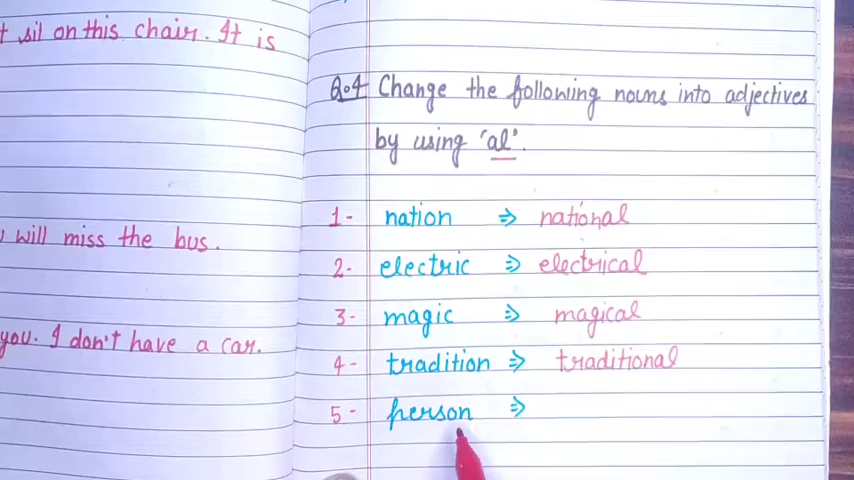 t sil on this chair. It is
will miss the bus.
you. I don't have a car.
Q.4 Change the following nouns into adjectives
by using 'al'.
1- nation ⇒ national
2- electric ⇒ electrical
3- magic ⇒ magical
4- tradition ⇒ traditional
5- person ⇒